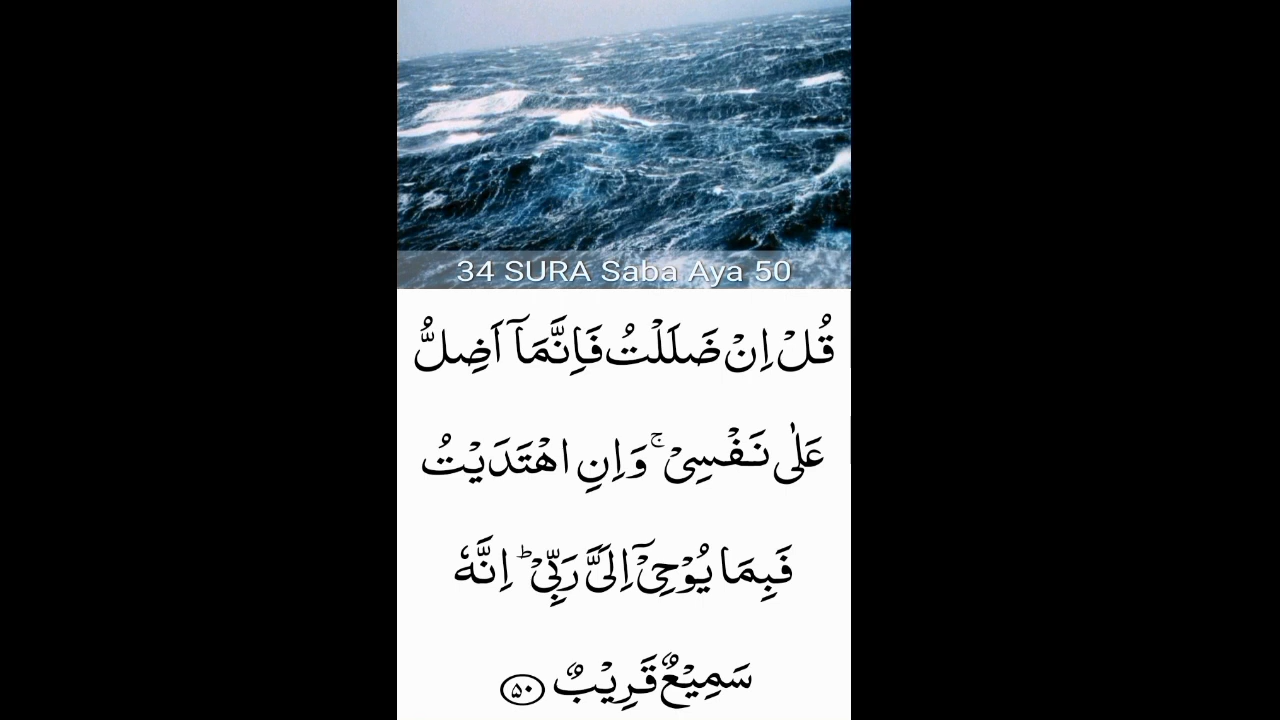 34 SURA Saba Aya 50
قُلْ اِنْ ضَلَلْتُ فَاِنَّمَاۤ اَضِلُّ
عَلٰى نَفْسِىْ ۚ وَاِنِ اهْتَدَيْتُ
فَبِمَا يُوْحِىْۤ اِلَىَّ رَبِّىْ ؕ اِنَّهٗ
سَمِيْعٌ قَرِيْبٌ ۵۰